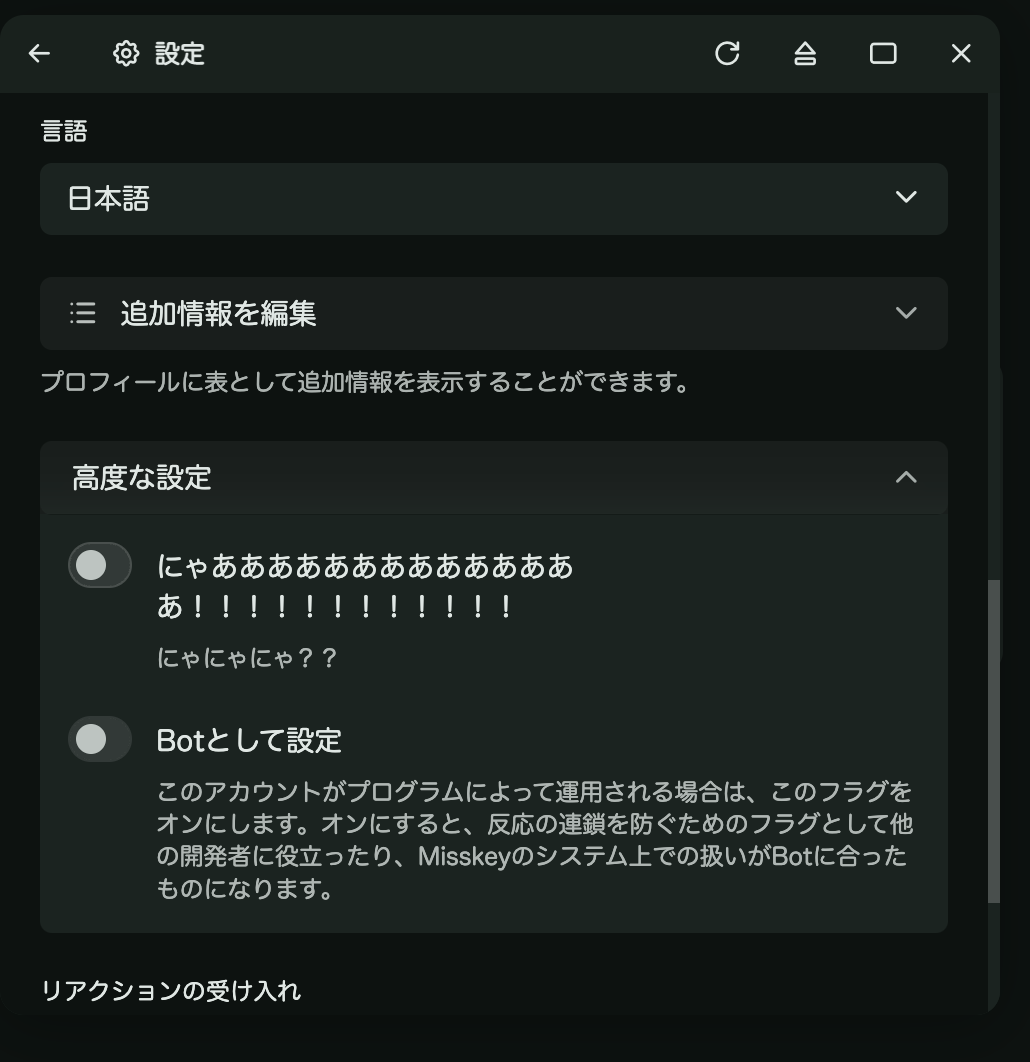 設定
言語
日本語
追加情報を編集
プロフィールに表として追加情報を表示することができます。
高度な設定
にゃあああああああああああああ
あ！！！！！！！！！！！！
にゃにゃにゃ？？
Botとして設定
このアカウントがプログラムによって運用される場合は、このフラグを
オンにします。オンにすると、反応の連鎖を防ぐためのフラグとして他
の開発者に役立ったり、Misskeyのシステム上での扱いがBotに合った
ものになります。
リアクションの受け入れ